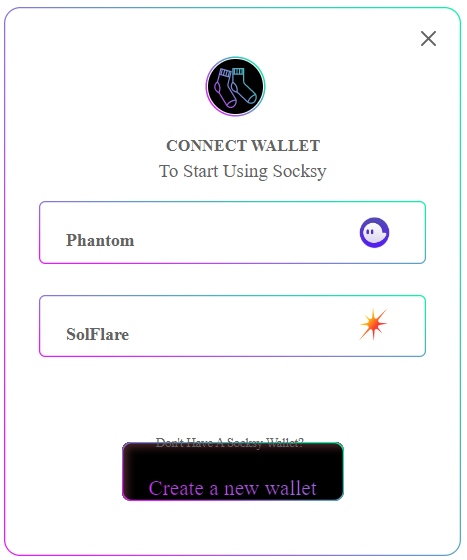 CONNECT WALLET
To Start Using Socksy
Phantom
SolFlare
Don't Have A Socksy Wallet?
Create a new wallet